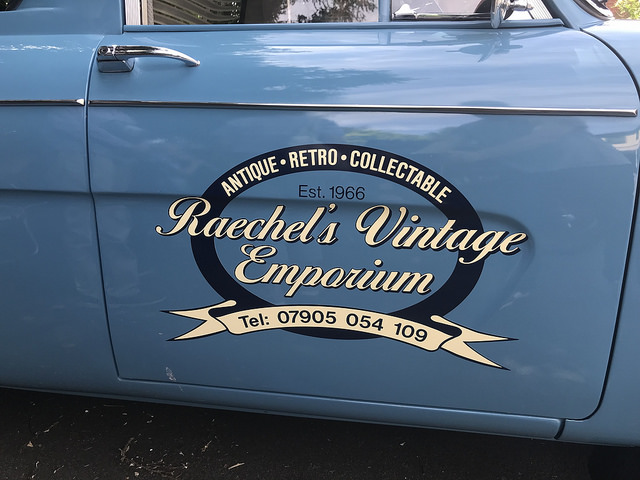 ANTIQUE • RETRO • COLLECTABLE
Est. 1966
Raechel's Vintage
Emporium
Tel: 07905 054 109